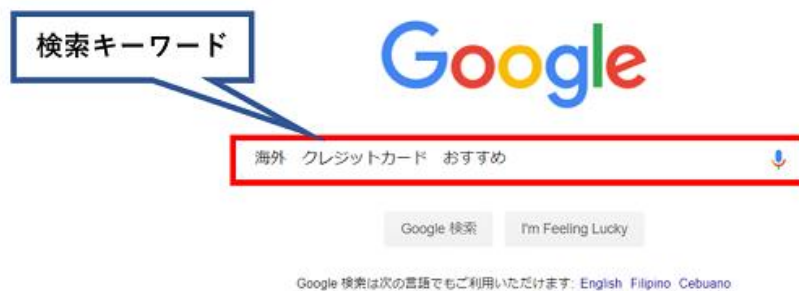 検索キーワード
Google
海外　クレジットカード　おすすめ
Google 検索
I'm Feeling Lucky
Google 検索は次の言語でもご利用いただけます: English Filipino Cebuano